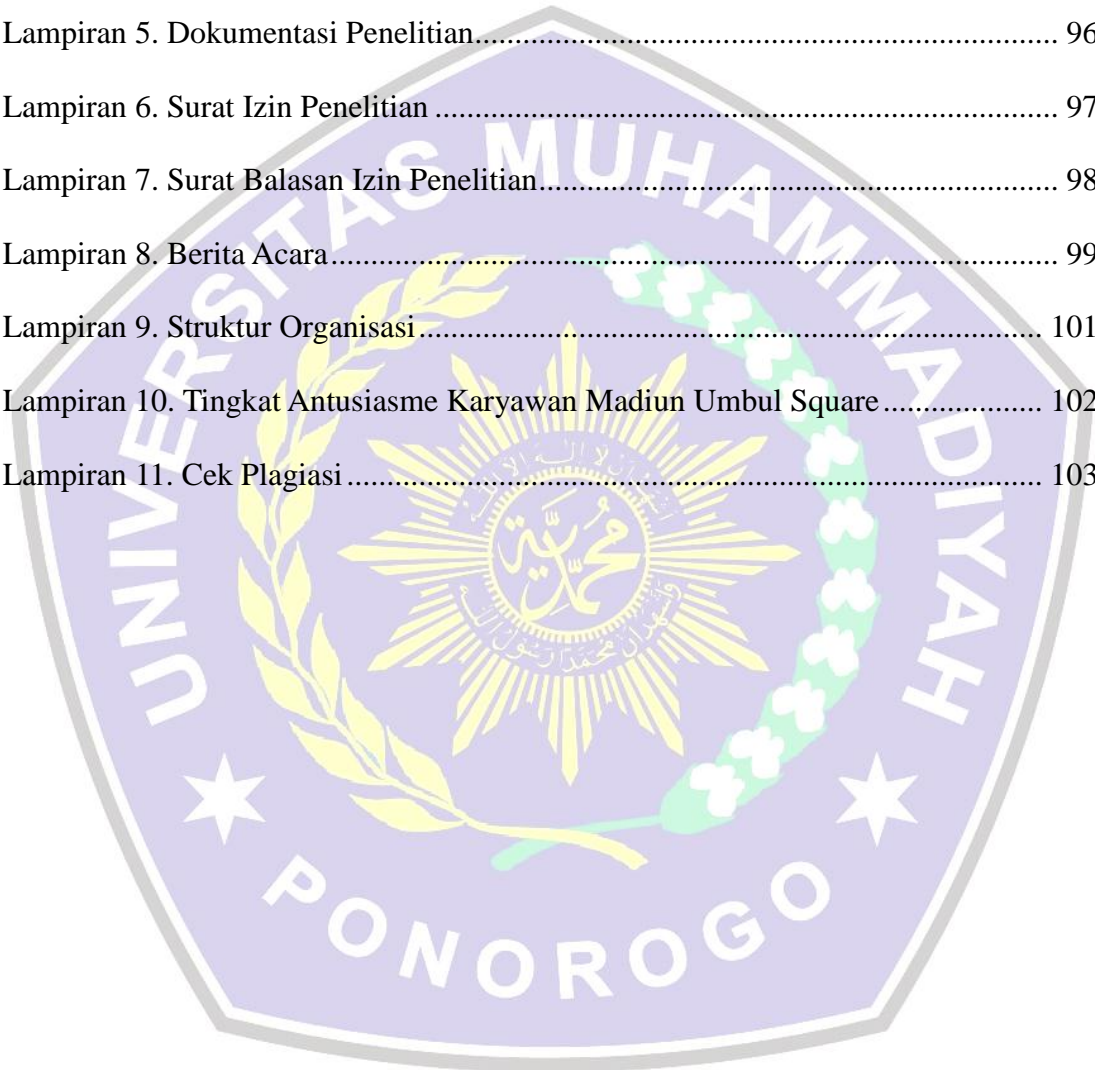 Lampiran 5. Dokumentasi Penelitian.................................................................................. 96
Lampiran 6. Surat Izin Penelitian ....................................................................................... 97
Lampiran 7. Surat Balasan Izin Penelitian......................................................................... 98
Lampiran 8. Berita Acara..................................................................................................... 99
Lampiran 9. Struktur Organisasi ....................................................................................... 101
Lampiran 10. Tingkat Antusiasme Karyawan Madiun Umbul Square .................... 102
Lampiran 11. Cek Plagiasi ................................................................................................. 103
UNIVERSITAS MUHAMMADIYAH
PONOROGO
محمدية